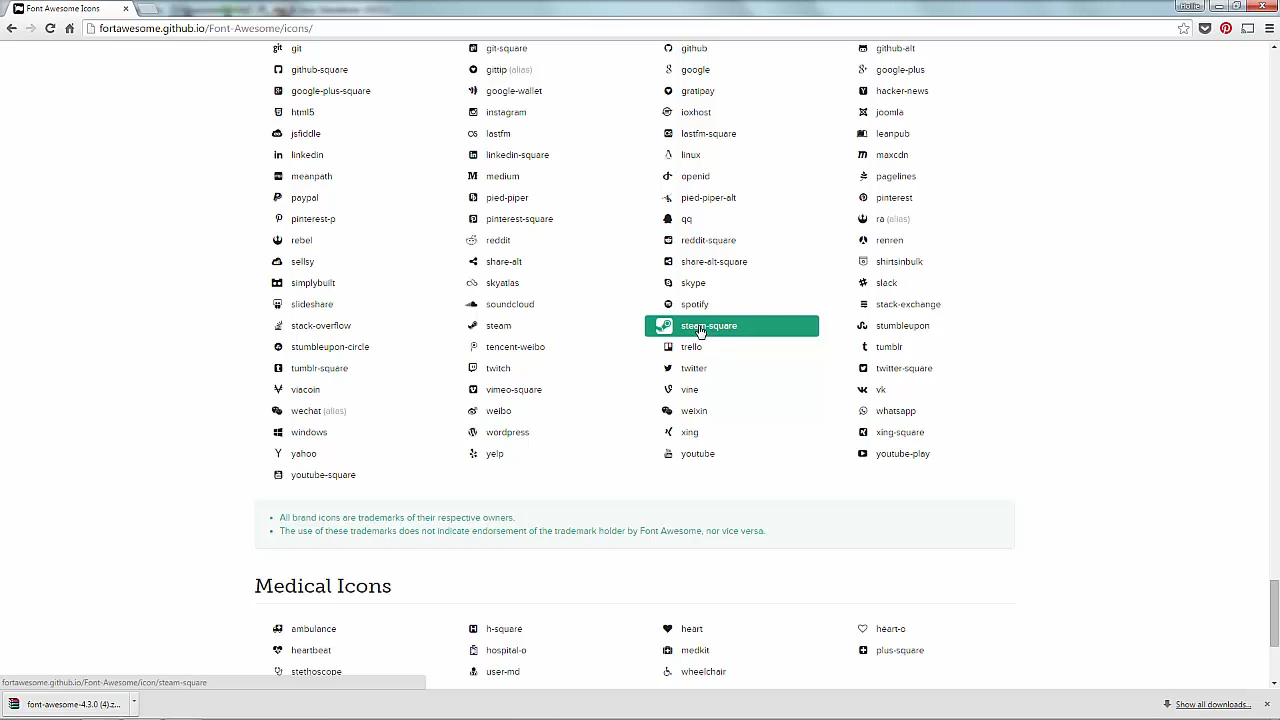 Font Awesome Icons
Hollie
fortawesome.github.io/Font-Awesome/icons/
git git-square github github-alt
github-square gittip (alias) google google-plus
google-plus-square google-wallet gratipay hacker-news
html5 instagram ioxhost joomla
jsfiddle lastfm lastfm-square leanpub
linkedin linkedin-square linux maxcdn
meanpath medium openid pagelines
paypal pied-piper pied-piper-alt pinterest
pinterest-p pinterest-square qq ra (alias)
rebel reddit reddit-square renren
sellsy share-alt share-alt-square shirtsinbulk
simplybuilt skyatlas skype slack
slideshare soundcloud spotify stack-exchange
stack-overflow steam steam-square stumbleupon
stumbleupon-circle tencent-weibo trello tumblr
tumblr-square twitch twitter twitter-square
viacoin vimeo-square vine vk
wechat (alias) weibo weixin whatsapp
windows wordpress xing xing-square
yahoo yelp youtube youtube-play
youtube-square
• All brand icons are trademarks of their respective owners.
• The use of these trademarks does not indicate endorsement of the trademark holder by Font Awesome, nor vice versa.
Medical Icons
ambulance h-square heart heart-o
heartbeat hospital-o medkit plus-square
stethoscope user-md wheelchair
fortawesome.github.io/Font-Awesome/icon/steam-square
font-awesome-4.3.0 (4).z... Show all downloads...